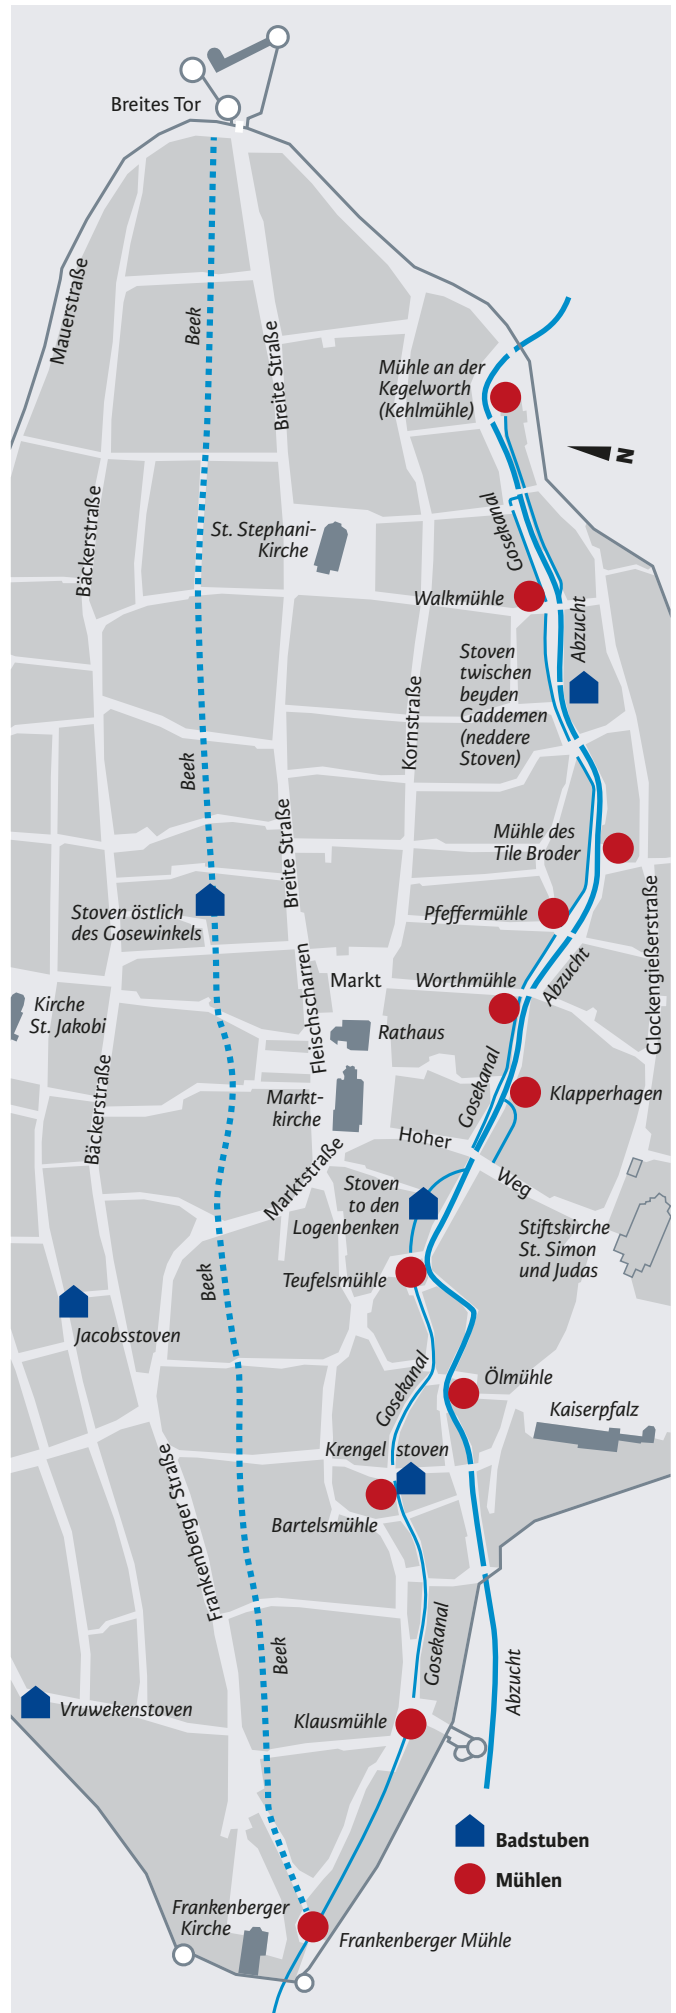 Breites Tor
Mauerstraße
Beek
Breite Straße
Mühle an der
Kegelworth
(Kehlmühle)
N
Bäckerstraße
St. Stephani-
Kirche
Gosekanal
Walkmühle
Abzucht
Stoven
twischen
beyden
Gaddemen
(neddere
Stoven)
Kornstraße
Beek
Breite Straße
Mühle des
Tile Broder
Stoven östlich
des Gosewinkels
Pfeffermühle
Glockengießerstraße
Fleischscharren
Markt
Worthmühle
Abzucht
Kirche
St. Jakobi
Rathaus
Bäckerstraße
Markt-
kirche
Gosekanal
Klapperhagen
Hoher
Weg
Marktstraße
Stoven
to den
Logenbenken
Stiftskirche
St. Simon
und Judas
Beek
Teufelsmühle
Jacobsstoven
Gosekanal
Ölmühle
Kaiserpfalz
Krengel stoven
Frankenberger Straße
Bartelsmühle
Gosekanal
Beek
Abzucht
Vruwekenstoven
Klausmühle
Badstuben
Mühlen
Frankenberger
Kirche
Frankenberger Mühle